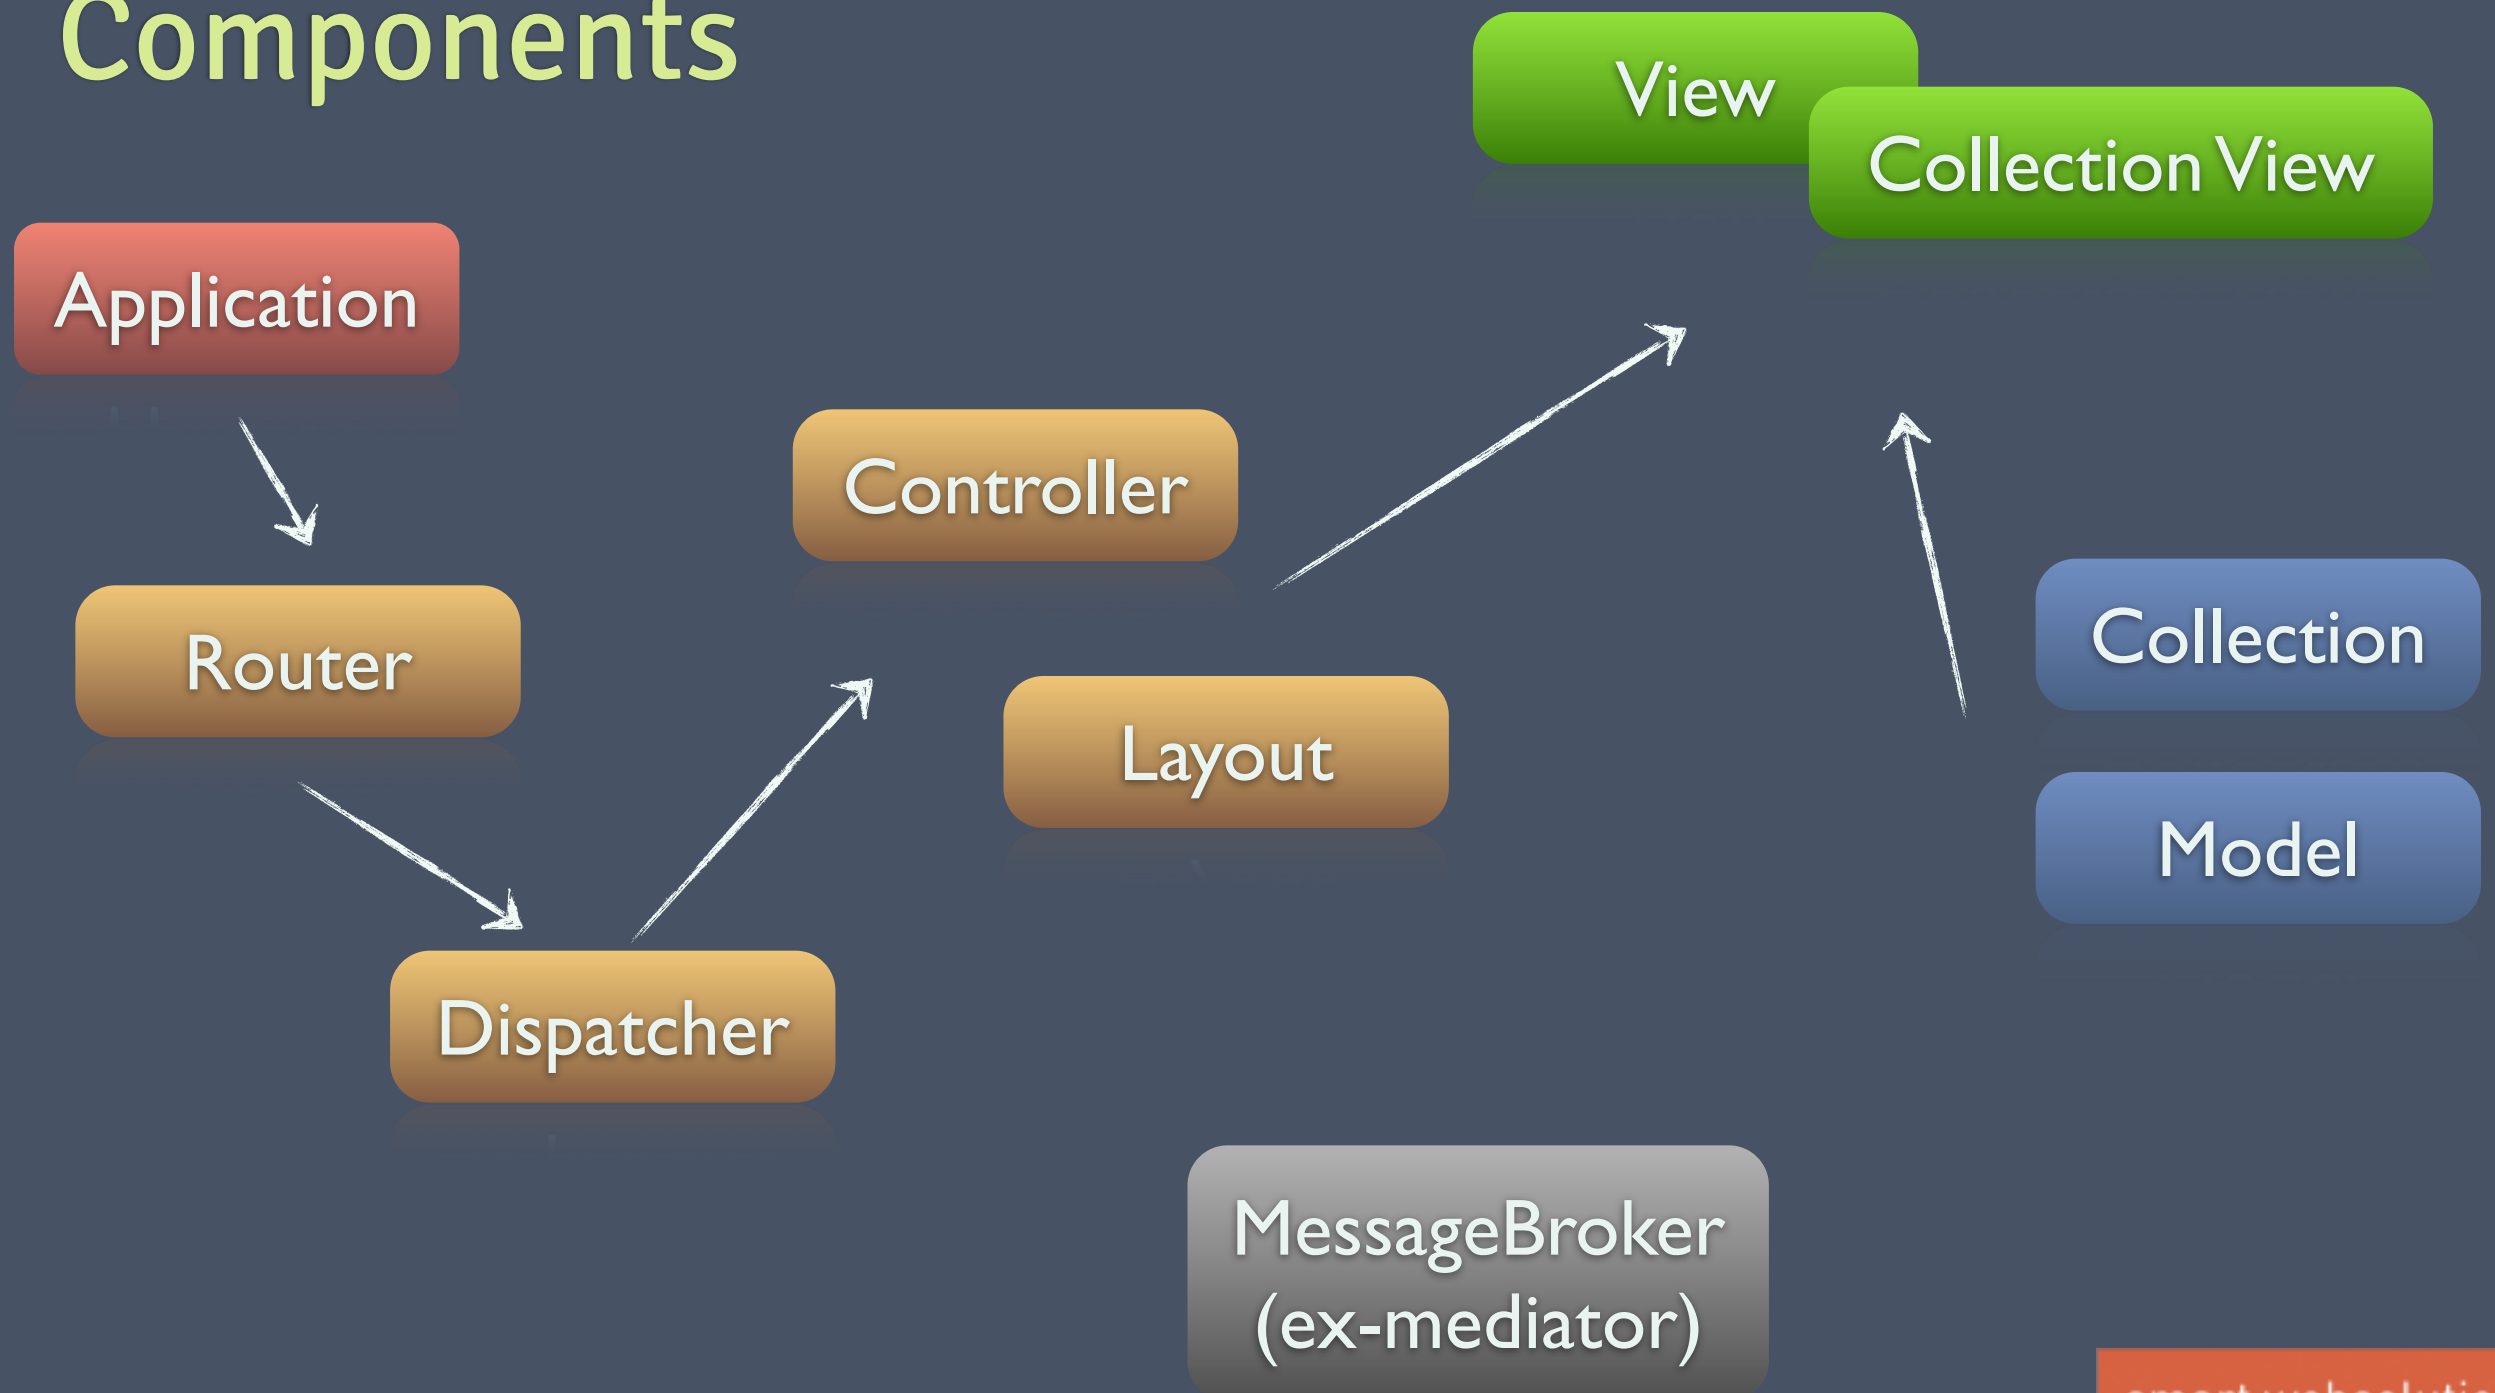 Components
View
Collection View
Application
Controller
Router
Collection
Layout
Model
Dispatcher
MessageBroker
(ex-mediator)